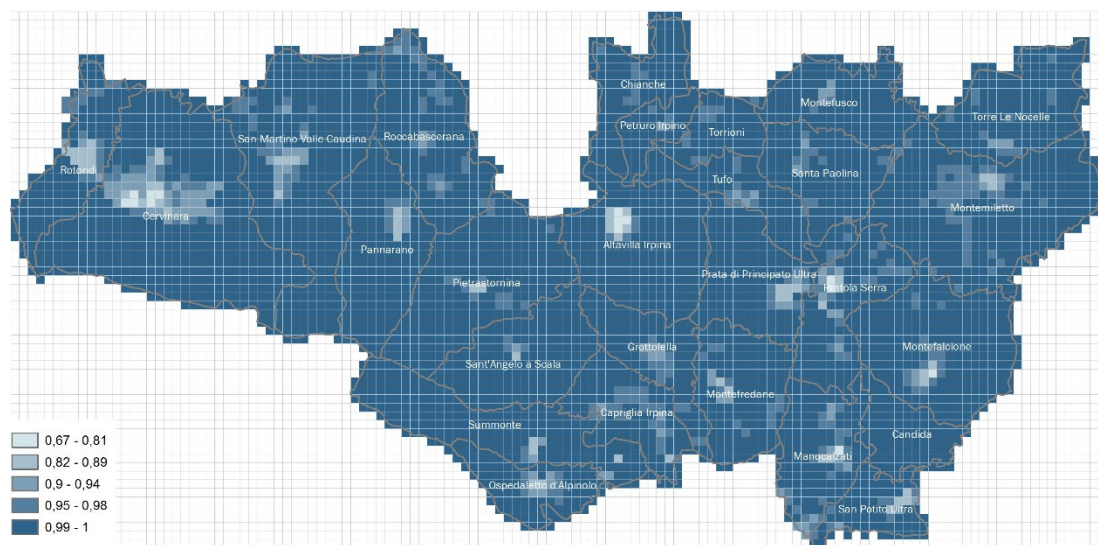 Chianche
Montefusco
Petruro Irpino
Torrioni
Torre Le Nocelle
San Martino Valle Caudina
Roccabascerana
Rotondi
Tufo
Santa Paolina
Cervinara
Montemiletto
Pannarano
Altavilla Irpina
Prata di Principato Ultra
Pietrastornina
Pratola Serra
Grottolella
Montefalcione
Sant'Angelo a Scala
Montefredane
Capriglia Irpina
Summonte
Candida
Manocalzati
Ospedaletto d'Alpinolo
San Potito Ultra
0,67 - 0,81
0,82 - 0,89
0,9 - 0,94
0,95 - 0,98
0,99 - 1